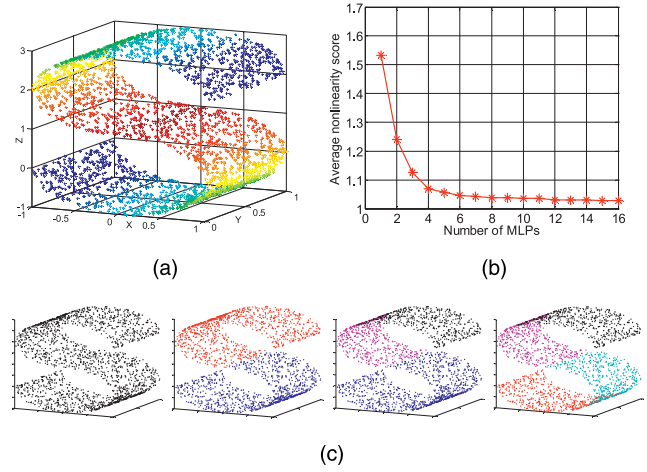 3
2
1
0
-1
Z
-1
-0.5
0
0.5
1
X
0
0.5
1
Y
(a)
1.7
1.6
1.5
1.4
1.3
1.2
1.1
1
Average nonlinearity score
0 2 4 6 8 10 12 14 16
Number of MLPs
(b)
(c)